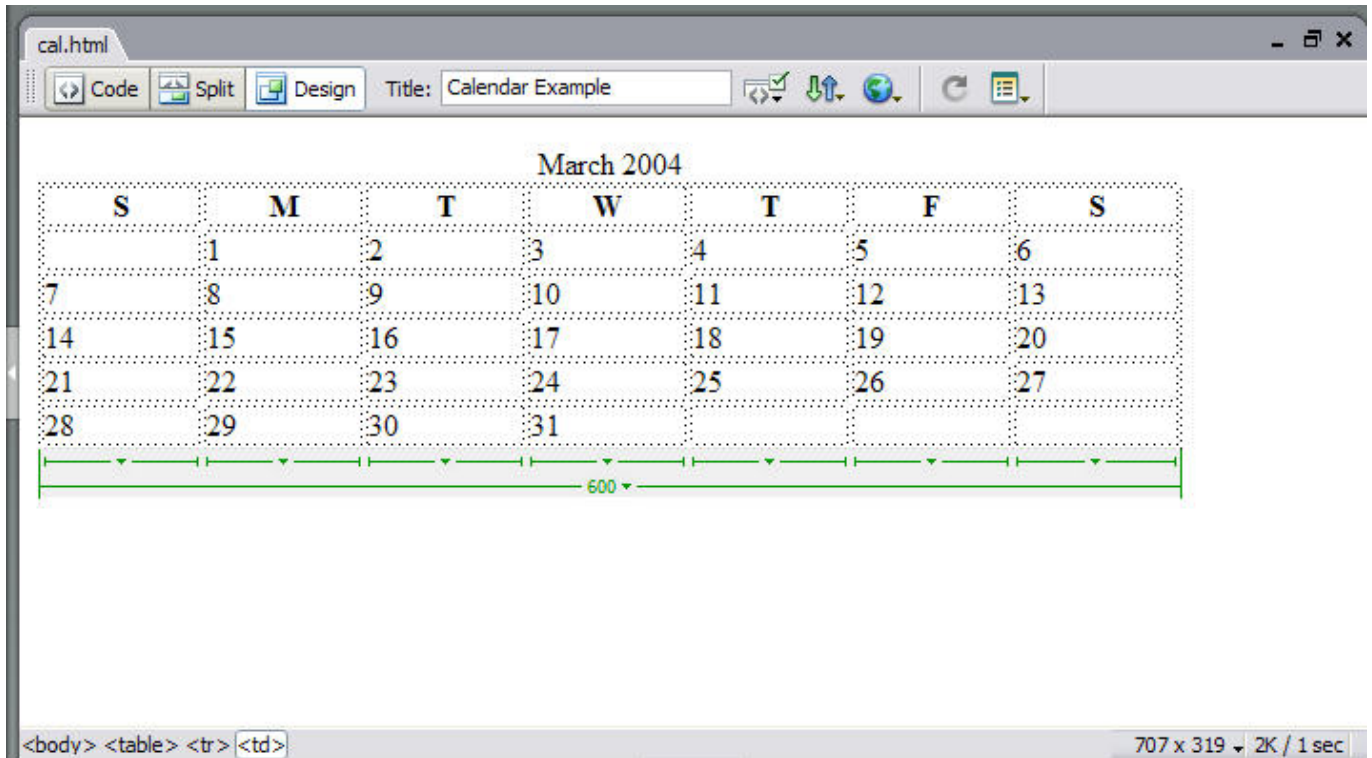 cal.html
Code Split Design Title: Calendar Example
March 2004
S M T W T F S
1 2 3 4 5 6
7 8 9 10 11 12 13
14 15 16 17 18 19 20
21 22 23 24 25 26 27
28 29 30 31
600
<body> <table> <tr> <td> 707 x 319 2K / 1 sec